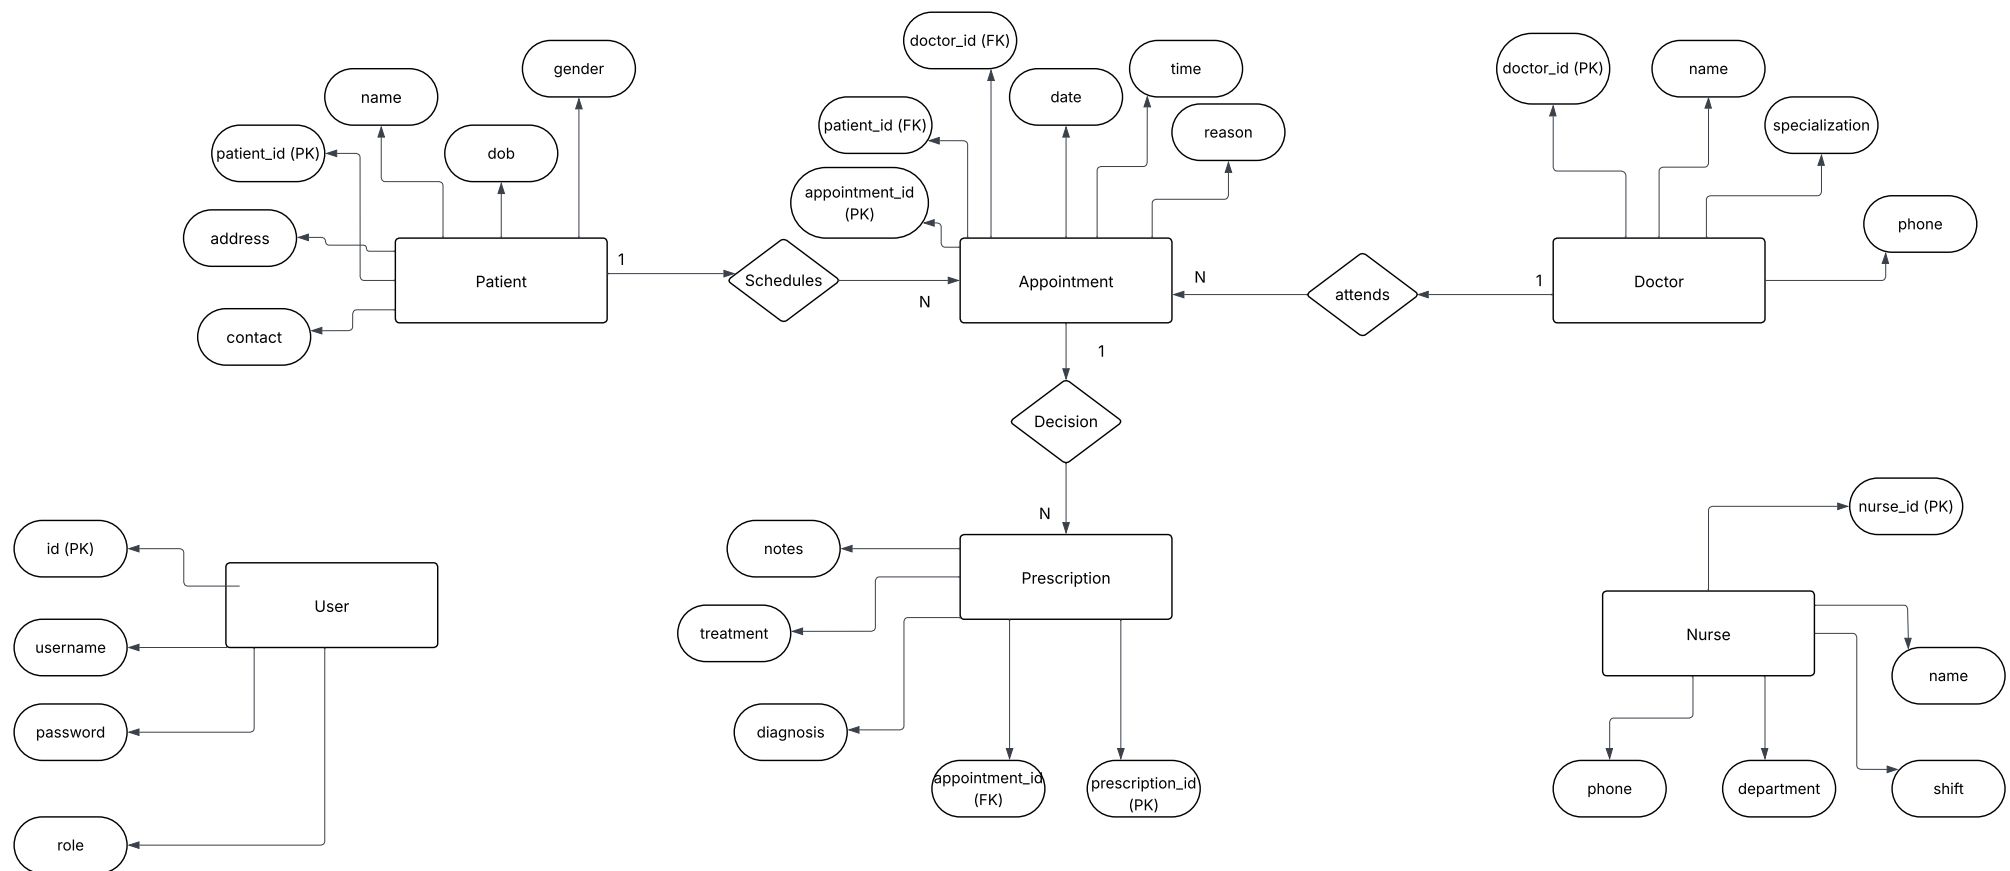 doctor_id (FK)
gender
time
doctor_id (PK)
name
name
date
patient_id (FK)
reason
specialization
patient_id (PK)
dob
appointment_id
(PK)
address
phone
1
Patient
Schedules
N
Appointment
N
attends
1
Doctor
contact
1
Decision
N
nurse_id (PK)
id (PK)
notes
Prescription
User
treatment
Nurse
username
name
password
diagnosis
appointment_id
(FK)
prescription_id
(PK)
phone
department
shift
role